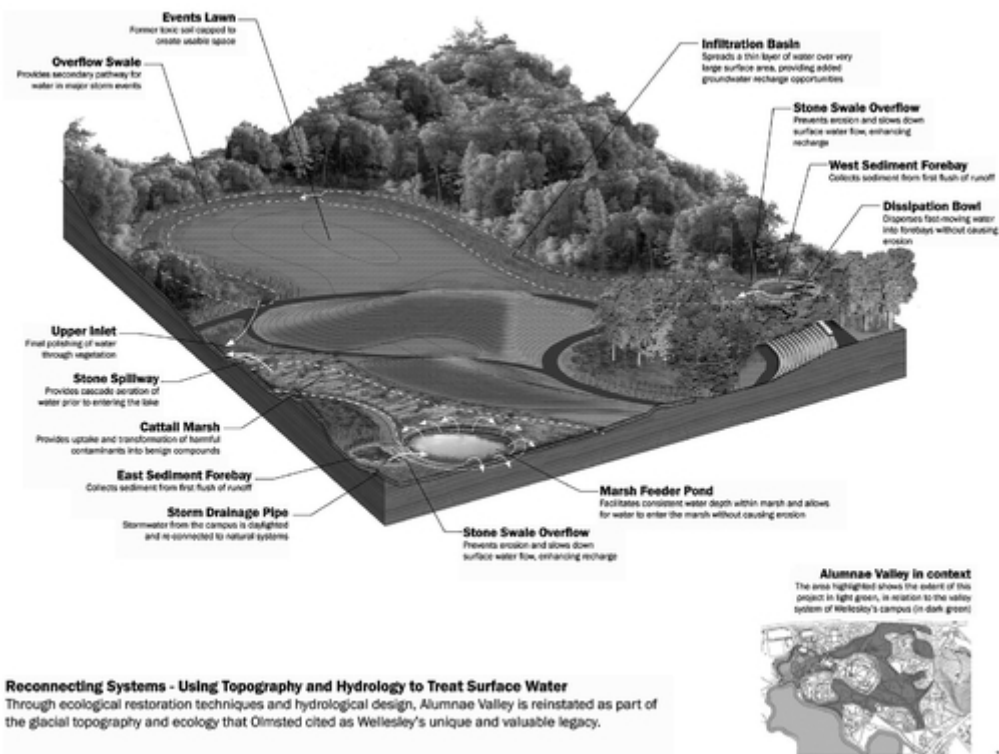 Events Lawn
Former toxic soil capped to
create usable space
Overflow Swale
Provides secondary pathway for
water in major storm events
Infiltration Basin
Spreads a thin layer of water over very
large surface area, providing added
groundwater recharge opportunities
Stone Swale Overflow
Prevents erosion and slows down
surface water flow, enhancing
recharge
West Sediment Forebay
Collects sediment from first flush of runoff
Dissipation Bowl
Disperses fast-moving water
into forebays without causing
erosion
Upper Inlet
Final polishing of water
through vegetation
Stone Spillway
Provides cascade aeration of
water prior to entering the lake
Cattail Marsh
Provides uptake and transformation of harmful
contaminants into benign compounds
East Sediment Forebay
Collects sediment from first flush of runoff
Storm Drainage Pipe
Stormwater from the campus is daylighted
and re-connected to natural systems
Stone Swale Overflow
Prevents erosion and slows down
surface water flow, enhancing recharge
Marsh Feeder Pond
Facilitates consistent water depth within marsh and allows
for water to enter the marsh without causing erosion
Alumnae Valley in context
The area highlighted shows the extent of this
project in light green, in relation to the valley
system of Wellesley's campus (in dark green)
Reconnecting Systems - Using Topography and Hydrology to Treat Surface Water
Through ecological restoration techniques and hydrological design, Alumnae Valley is reinstated as part of
the glacial topography and ecology that Olmsted cited as Wellesley's unique and valuable legacy.